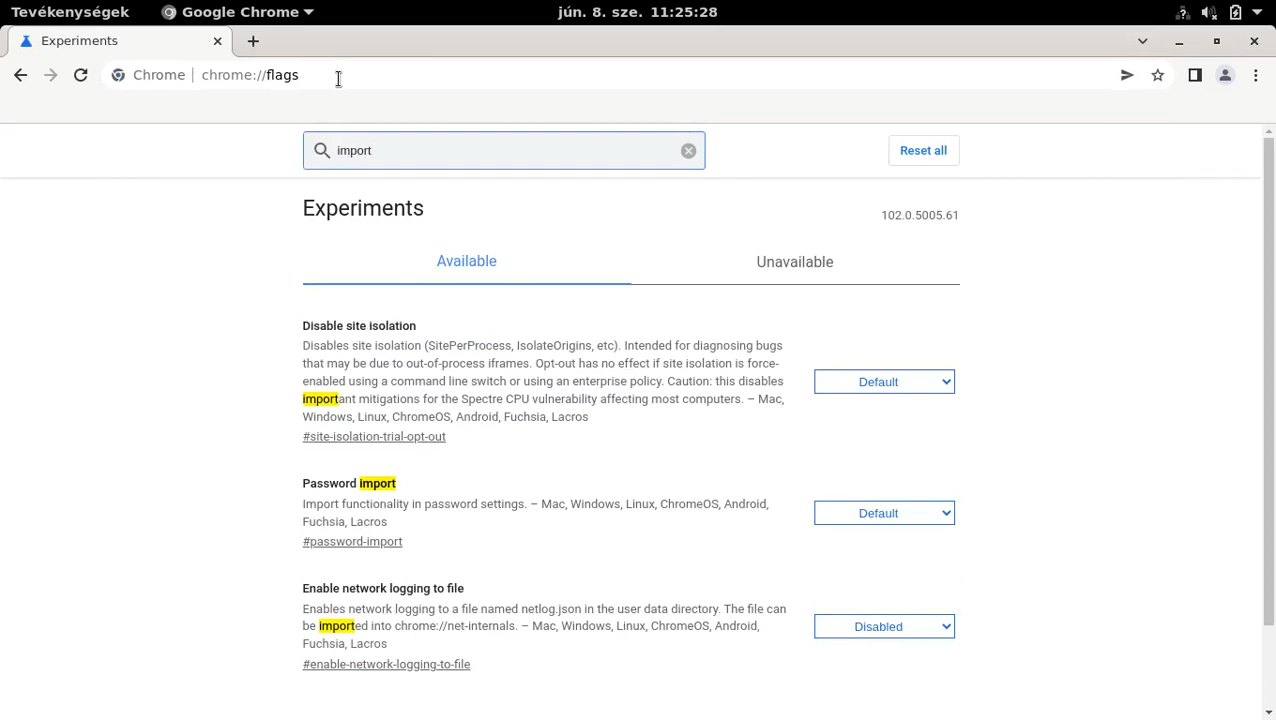 Tevékenységek Google Chrome jún. 8. sze. 11:25:28
Experiments
Chrome chrome://flags
import
Reset all
Experiments
102.0.5005.61
Available
Unavailable
Disable site isolation
Disables site isolation (SitePerProcess, IsolateOrigins, etc). Intended for diagnosing bugs
that may be due to out-of-process iframes. Opt-out has no effect if site isolation is force-
enabled using a command line switch or using an enterprise policy. Caution: this disables
important mitigations for the Spectre CPU vulnerability affecting most computers. – Mac,
Windows, Linux, ChromeOS, Android, Fuchsia, Lacros
#site-isolation-trial-opt-out
Default
Password import
Import functionality in password settings. – Mac, Windows, Linux, ChromeOS, Android,
Fuchsia, Lacros
#password-import
Default
Enable network logging to file
Enables network logging to a file named netlog.json in the user data directory. The file can
be imported into chrome://net-internals. – Mac, Windows, Linux, ChromeOS, Android,
Fuchsia, Lacros
#enable-network-logging-to-file
Disabled